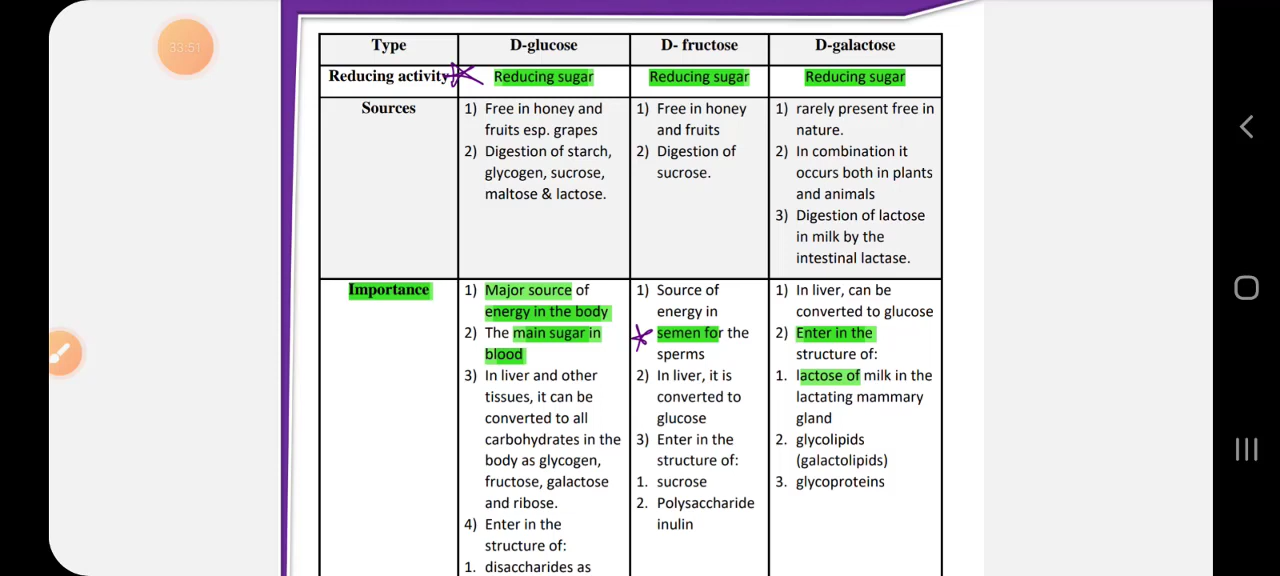 33:51
Type D-glucose D- fructose D-galactose
Reducing activity Reducing sugar Reducing sugar Reducing sugar
Sources
1) Free in honey and
fruits esp. grapes
2) Digestion of starch,
glycogen, sucrose,
maltose & lactose.
1) Free in honey
and fruits
2) Digestion of
sucrose.
1) rarely present free in
nature.
2) In combination it
occurs both in plants
and animals
3) Digestion of lactose
in milk by the
intestinal lactase.
Importance
1) Major source of
energy in the body
2) The main sugar in
blood
3) In liver and other
tissues, it can be
converted to all
carbohydrates in the
body as glycogen,
fructose, galactose
and ribose.
4) Enter in the
structure of:
1. disaccharides as
1) Source of
energy in
semen for the
sperms
2) In liver, it is
converted to
glucose
3) Enter in the
structure of:
1. sucrose
2. Polysaccharide
inulin
1) In liver, can be
converted to glucose
2) Enter in the
structure of:
1. lactose of milk in the
lactating mammary
gland
2. glycolipids
(galactolipids)
3. glycoproteins